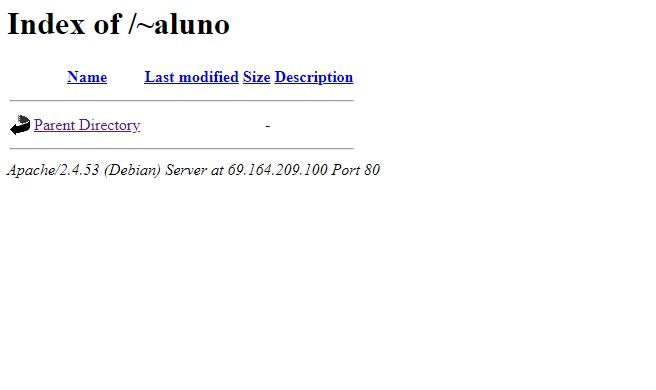 Index of /~aluno
Name Last modified Size Description
Parent Directory -
Apache/2.4.53 (Debian) Server at 69.164.209.100 Port 80